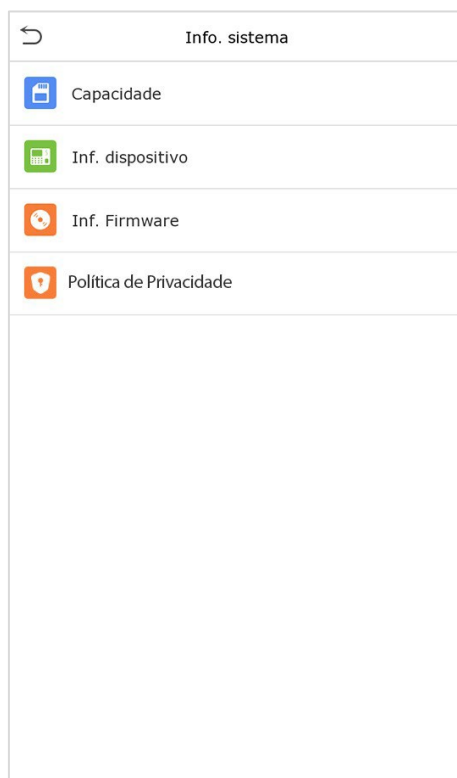 Info. sistema
Capacidade
Inf. dispositivo
Inf. Firmware
Política de Privacidade